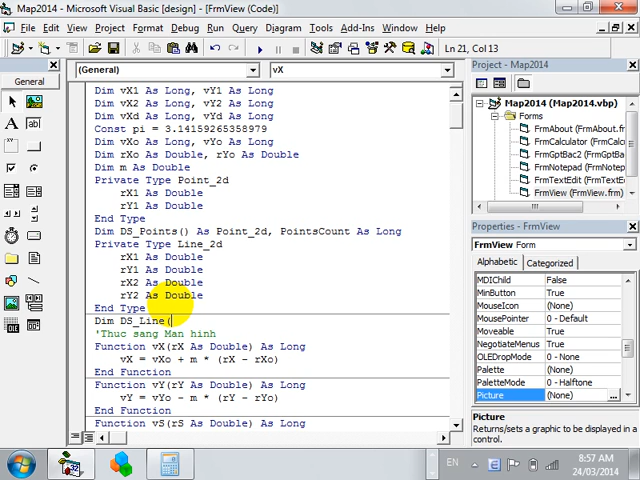 Map2014 - Microsoft Visual Basic [design] - [FrmView (Code)]
File Edit View Project Format Debug Run Query Diagram Tools Add-Ins Window Help
Ln 21, Col 13
General
(General)
vX
Dim vX1 As Long, vY1 As Long
Dim vX2 As Long, vY2 As Long
Dim vXd As Long, vYd As Long
Const pi = 3.14159265358979
Dim vXo As Long, vYo As Long
Dim rXo As Double, rYo As Double
Dim m As Double
Private Type Point_2d
rX1 As Double
rY1 As Double
End Type
Dim DS_Points() As Point_2d, PointsCount As Long
Private Type Line_2d
rX1 As Double
rY1 As Double
rX2 As Double
rY2 As Double
End Type
Dim DS_Line(
'Thuc sang Man hinh
Function vX(rX As Double) As Long
vX = vXo + m * (rX - rXo)
End Function
Function vY(rY As Double) As Long
vY = vYo - m * (rY - rYo)
End Function
Function vS(rS As Double) As Long
Project - Map2014
Map2014 (Map2014.vbp)
Forms
FrmAbout (FrmAbout.fr
FrmCalculator (FrmCalcu
FrmGptBac2 (FrmGptBac
FrmNotepad (FrmNotepa
FrmTextEdit (FrmTextEdi
FrmView (FrmView.frm)
Properties - FrmView
FrmView Form
Alphabetic Categorized
MDIChild False
MinButton True
MouseIcon (None)
MousePointer 0 - Default
Moveable True
NegotiateMenus True
OLEDropMode 0 - None
Palette (None)
PaletteMode 0 - Halftone
Picture (None)
Picture
Returns/sets a graphic to be displayed in a control.
EN
8:57 AM
24/03/2014